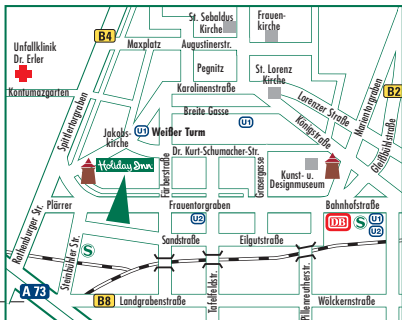 St. Sebaldus
Kirche
Frauen-
kirche
B4
Maxplatz
Augustinerstr.
Unfallklinik
Dr. Erler
Pegnitz
St. Lorenz
Kirche
Kontumazgarten
Karolinenstraße
B2
Lorenzer Straße
Marientorgraben
Spittlertorgraben
Breite Gasse
Jakobs-
kirche
U1
Weißer Turm
U1
Königstraße
Gleißbühlstraße
Dr. Kurt-Schumacher-Str.
Holiday Inn
Färberstraße
Grasergasse
Kunst- u.
Designmuseum
Plärrer
Frauentorgraben
Bahnhofstraße
Rothenburger Str.
U2
DB
S
U1
U2
Steinbühler Str.
S
Sandstraße
Eilgutstraße
A 73
B8
Landgrabenstraße
Tafelfeldstr.
Pillenreutherstr.
Wölckernstraße